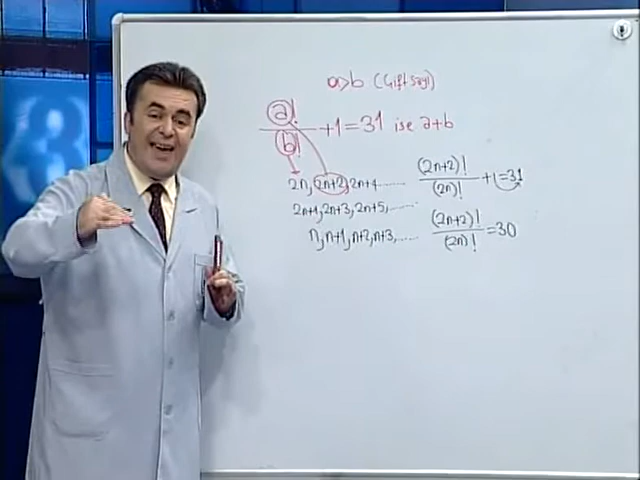 a>b (Çift sayı)
a!/b! +1=31 ise a+b
2n, 2n+2, 2n+4 ........ (2n+2)!/(2n)! +1=31
2n+1, 2n+3, 2n+5, ........
n, n+1, n+2, n+3, ...... (2n+2)!/(2n)! =30